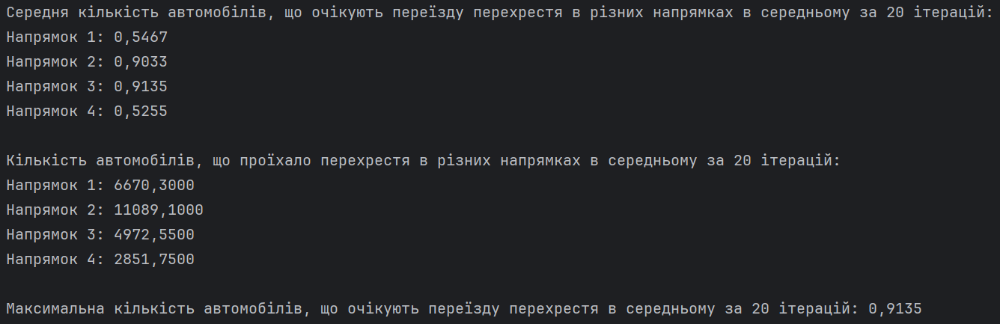 Середня кількість автомобілів, що очікують переїзду перехрестя в різних напрямках в середньому за 20 ітерацій:
Напрямок 1: 0,5467
Напрямок 2: 0,9033
Напрямок 3: 0,9135
Напрямок 4: 0,5255
Кількість автомобілів, що проїхало перехрестя в різних напрямках в середньому за 20 ітерацій:
Напрямок 1: 6670,3000
Напрямок 2: 11089,1000
Напрямок 3: 4972,5500
Напрямок 4: 2851,7500
Максимальна кількість автомобілів, що очікують переїзду перехрестя в середньому за 20 ітерацій: 0,9135